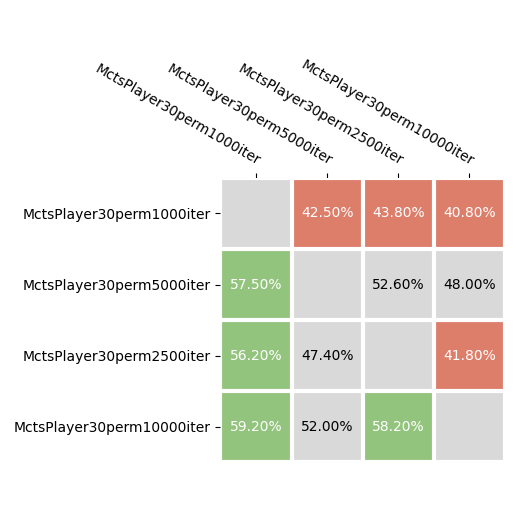 MctsPlayer30perm1000iter
MctsPlayer30perm5000iter
MctsPlayer30perm2500iter
MctsPlayer30perm10000iter
MctsPlayer30perm1000iter 42.50% 43.80% 40.80%
MctsPlayer30perm5000iter 57.50% 52.60% 48.00%
MctsPlayer30perm2500iter 56.20% 47.40% 41.80%
MctsPlayer30perm10000iter 59.20% 52.00% 58.20%